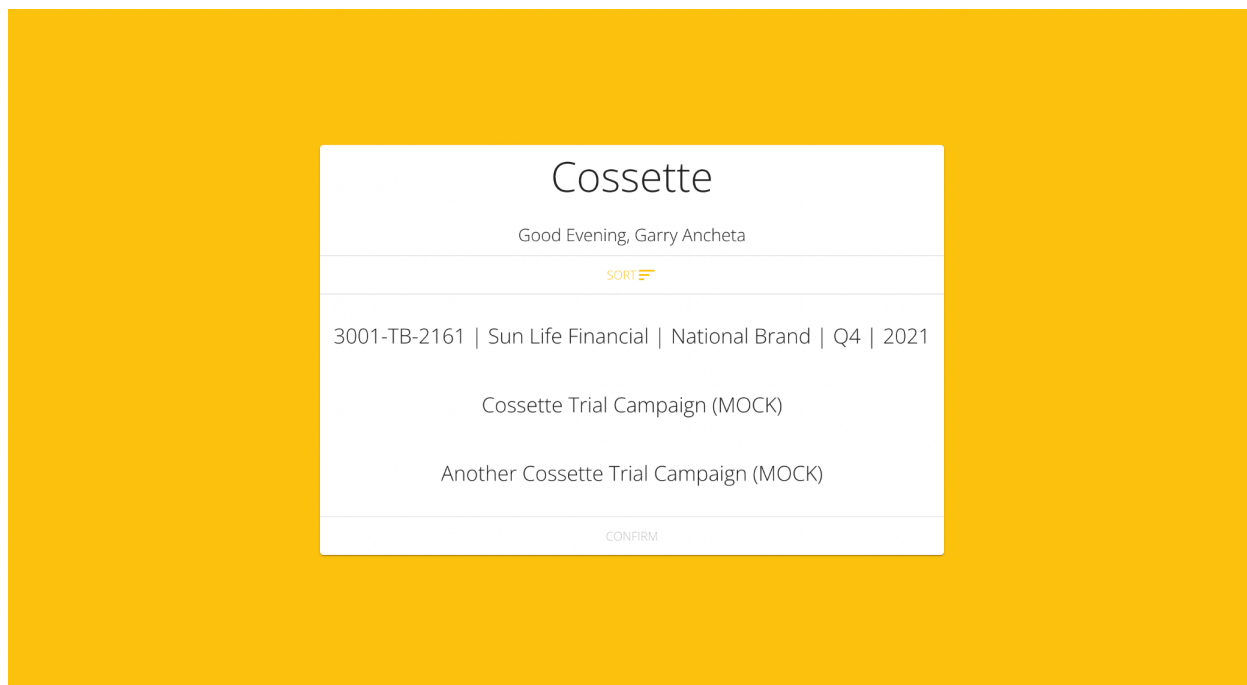 Cossette
Good Evening, Garry Ancheta
SORT
3001-TB-2161 | Sun Life Financial | National Brand | Q4 | 2021
Cossette Trial Campaign (MOCK)
Another Cossette Trial Campaign (MOCK)
CONFIRM